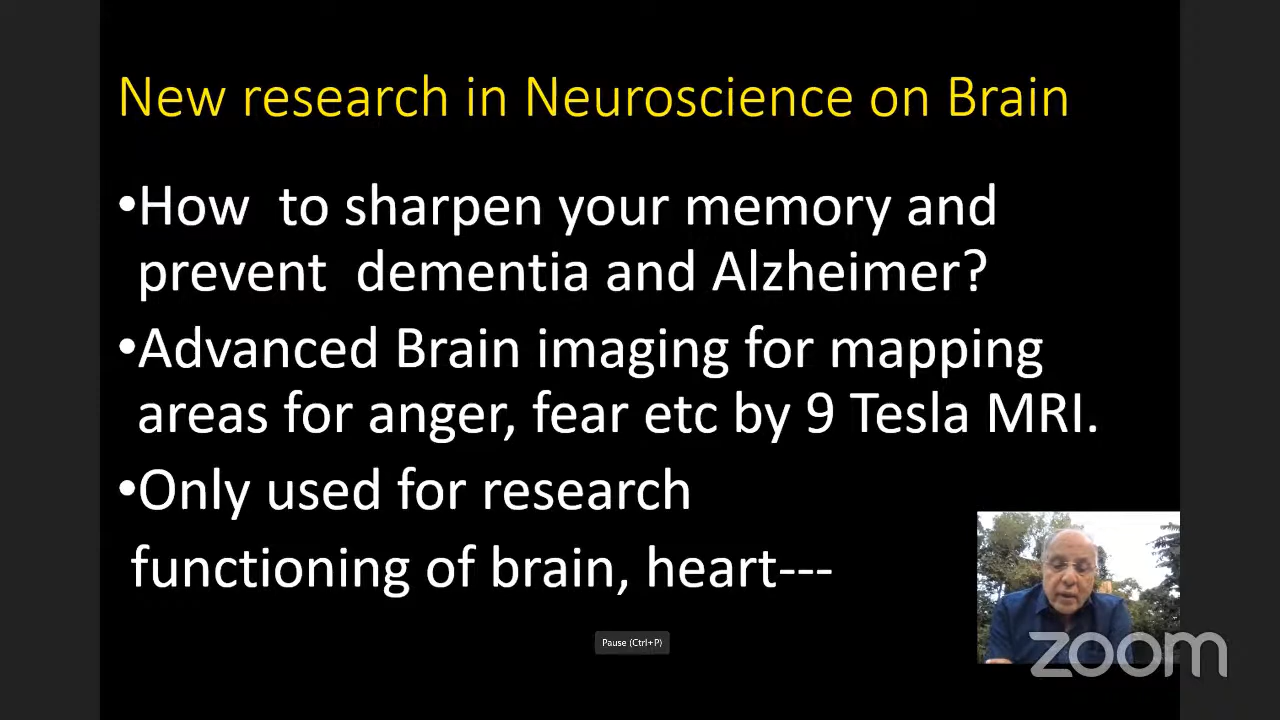 New research in Neuroscience on Brain
•How to sharpen your memory and
prevent dementia and Alzheimer?
•Advanced Brain imaging for mapping
areas for anger, fear etc by 9 Tesla MRI.
•Only used for research
functioning of brain, heart---
Pause (Ctrl+P)
zoom